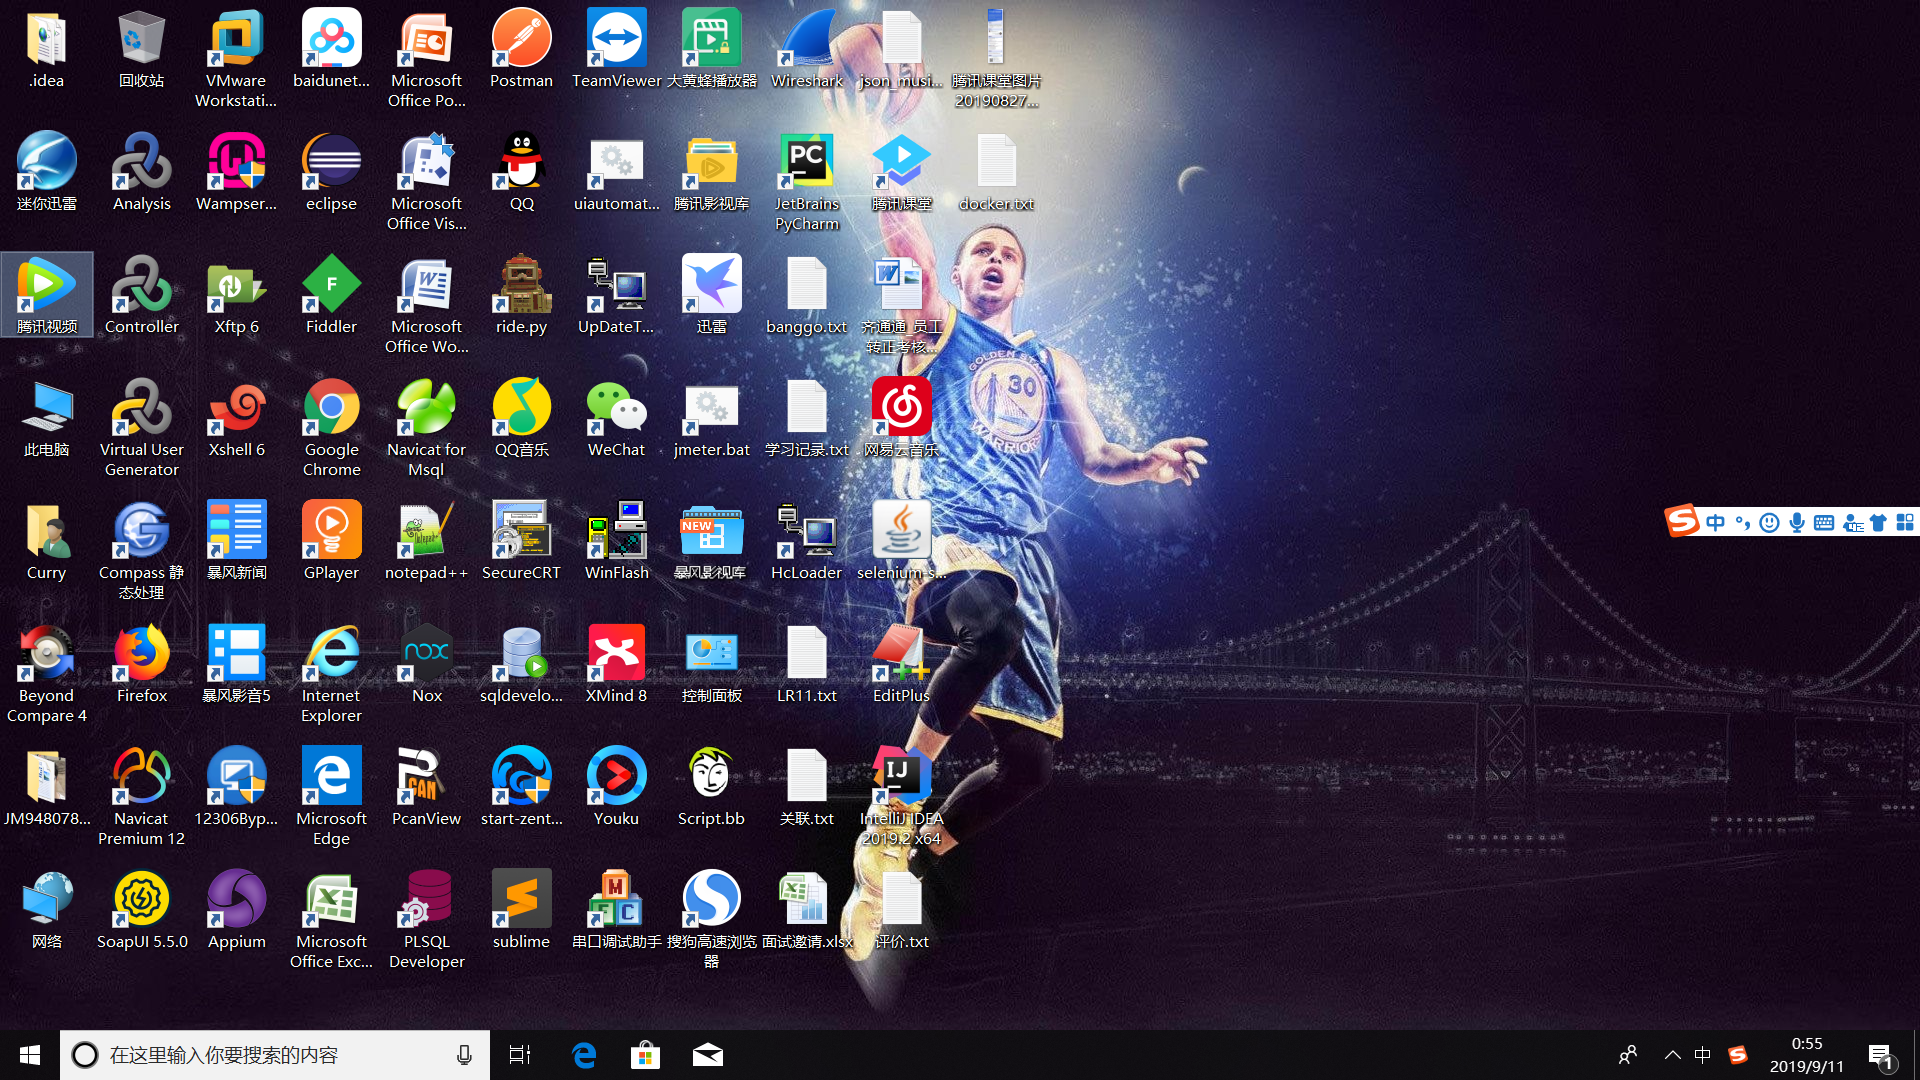 .idea
回收站
VMware
Workstati...
baidunet...
Microsoft
Office Po...
Postman
TeamViewer
大黄蜂播放器
Wireshark
json_musi...
腾讯课堂图片
20190827...
迷你迅雷
Analysis
Wampser...
eclipse
Microsoft
Office Vis...
QQ
uiautomat...
腾讯影视库
PC
JetBrains
PyCharm
腾讯课堂
docker.txt
腾讯视频
Controller
Xftp 6
F
Fiddler
W
Microsoft
Office Wo...
ride.py
UpDateT...
迅雷
banggo.txt
W
齐通通_员工
转正考核...
GOLDEN STATE
30
WARRIORS
此电脑
Virtual User
Generator
Xshell 6
Google
Chrome
Navicat for
Msql
QQ音乐
WeChat
jmeter.bat
学习记录.txt
网易云音乐
S 中
Curry
Compass 静
态处理
暴风新闻
GPlayer
notepad++
SecureCRT
WinFlash
NEW
暴风影视库
HcLoader
selenium-s...
Beyond
Compare 4
Firefox
暴风影音5
Internet
Explorer
nox
Nox
sqldevelo...
XMind 8
控制面板
LR11.txt
EditPlus
JM948078...
Navicat
Premium 12
12306Byp...
Microsoft
Edge
PCAN
PcanView
start-zent...
Youku
Script.bb
关联.txt
IJ
IntelliJ IDEA
2019.2 x64
网络
SoapUI 5.5.0
Appium
Microsoft
Office Exc...
PLSQL
Developer
sublime
M
F C
串口调试助手
搜狗高速浏览
器
面试邀请.xlsx
评价.txt
在这里输入你要搜索的内容
中
S
0:55
2019/9/11
1